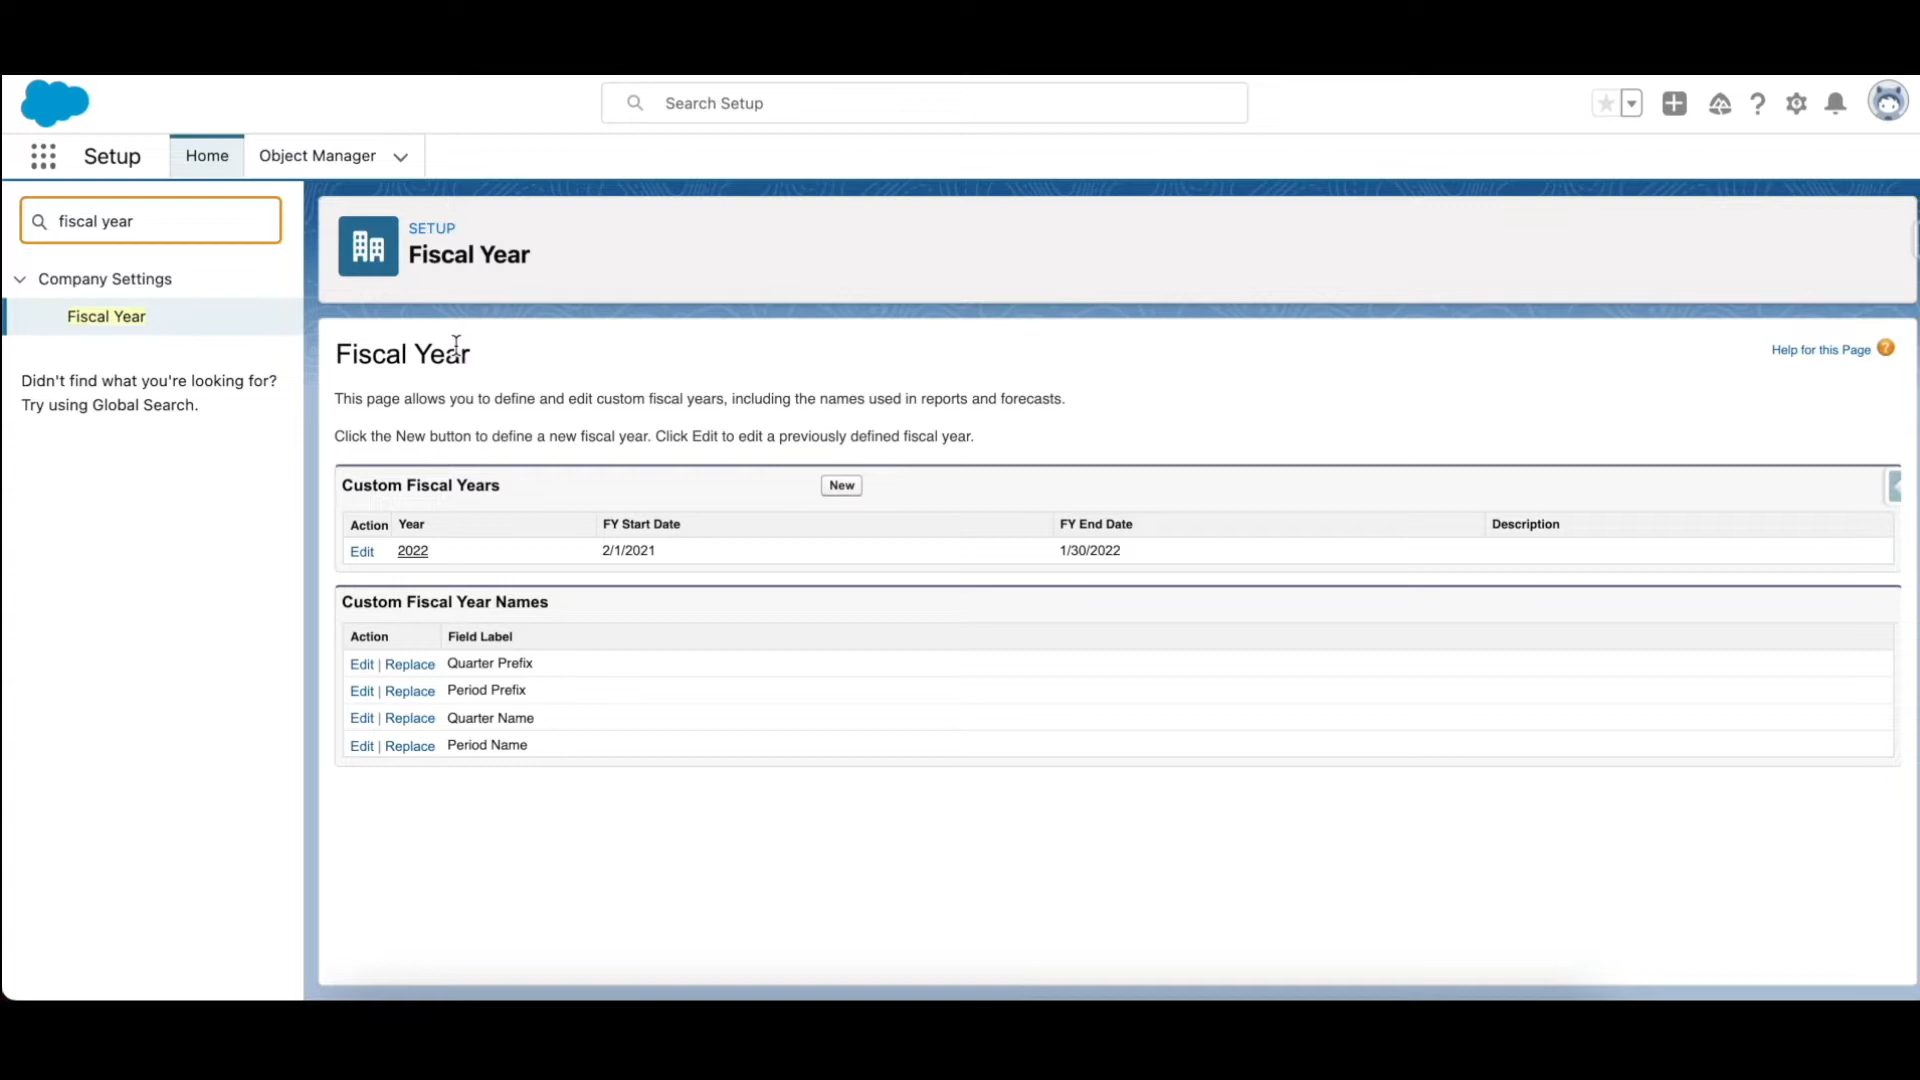 Search Setup
Setup
Home
Object Manager
fiscal year
Company Settings
Fiscal Year
Didn't find what you're looking for?
Try using Global Search.
SETUP
Fiscal Year
Fiscal Year
Help for this Page
This page allows you to define and edit custom fiscal years, including the names used in reports and forecasts.
Click the New button to define a new fiscal year. Click Edit to edit a previously defined fiscal year.
Custom Fiscal Years New
Action Year FY Start Date FY End Date Description
Edit 2022 2/1/2021 1/30/2022
Custom Fiscal Year Names
Action Field Label
Edit | Replace Quarter Prefix
Edit | Replace Period Prefix
Edit | Replace Quarter Name
Edit | Replace Period Name